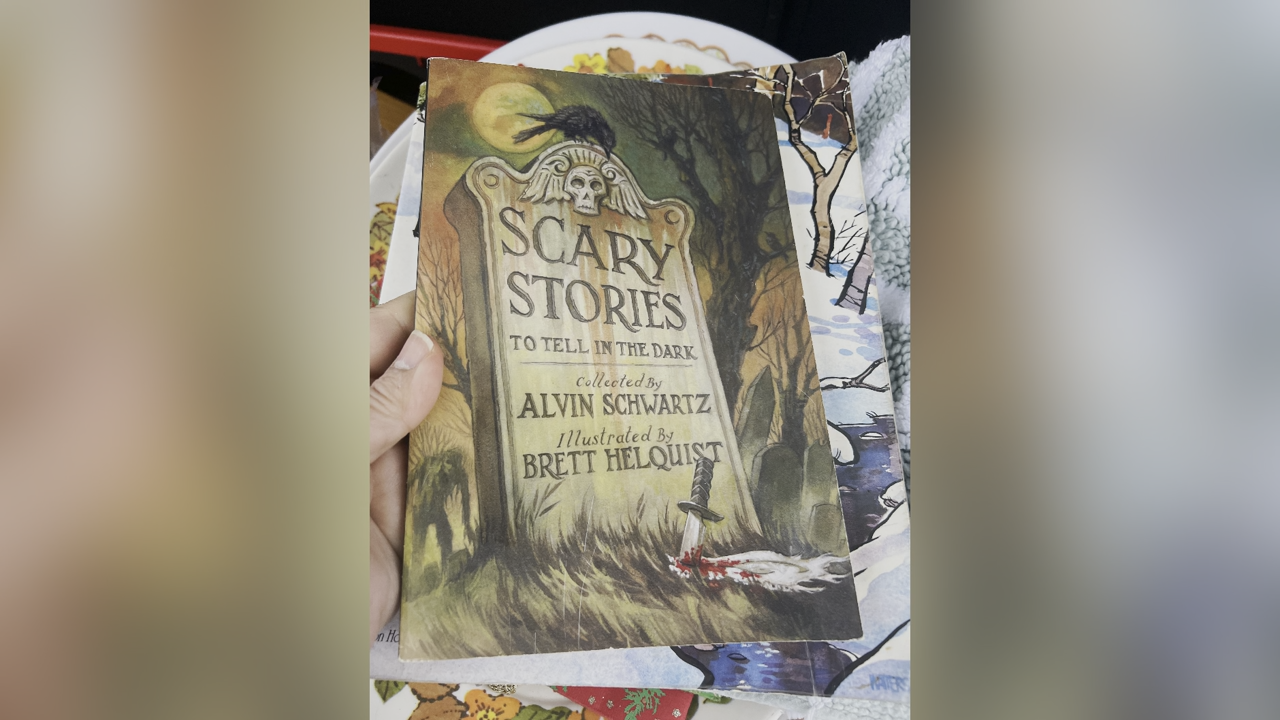 SCARY
STORIES
TO TELL IN THE DARK
Collected By
ALVIN SCHWARTZ
Illustrated By
BRETT HELQUIST